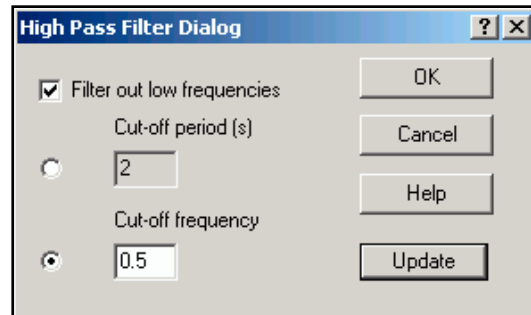 High Pass Filter Dialog
Filter out low frequencies
OK
Cut-off period (s)
Cancel
2
Help
Cut-off frequency
0.5
Update